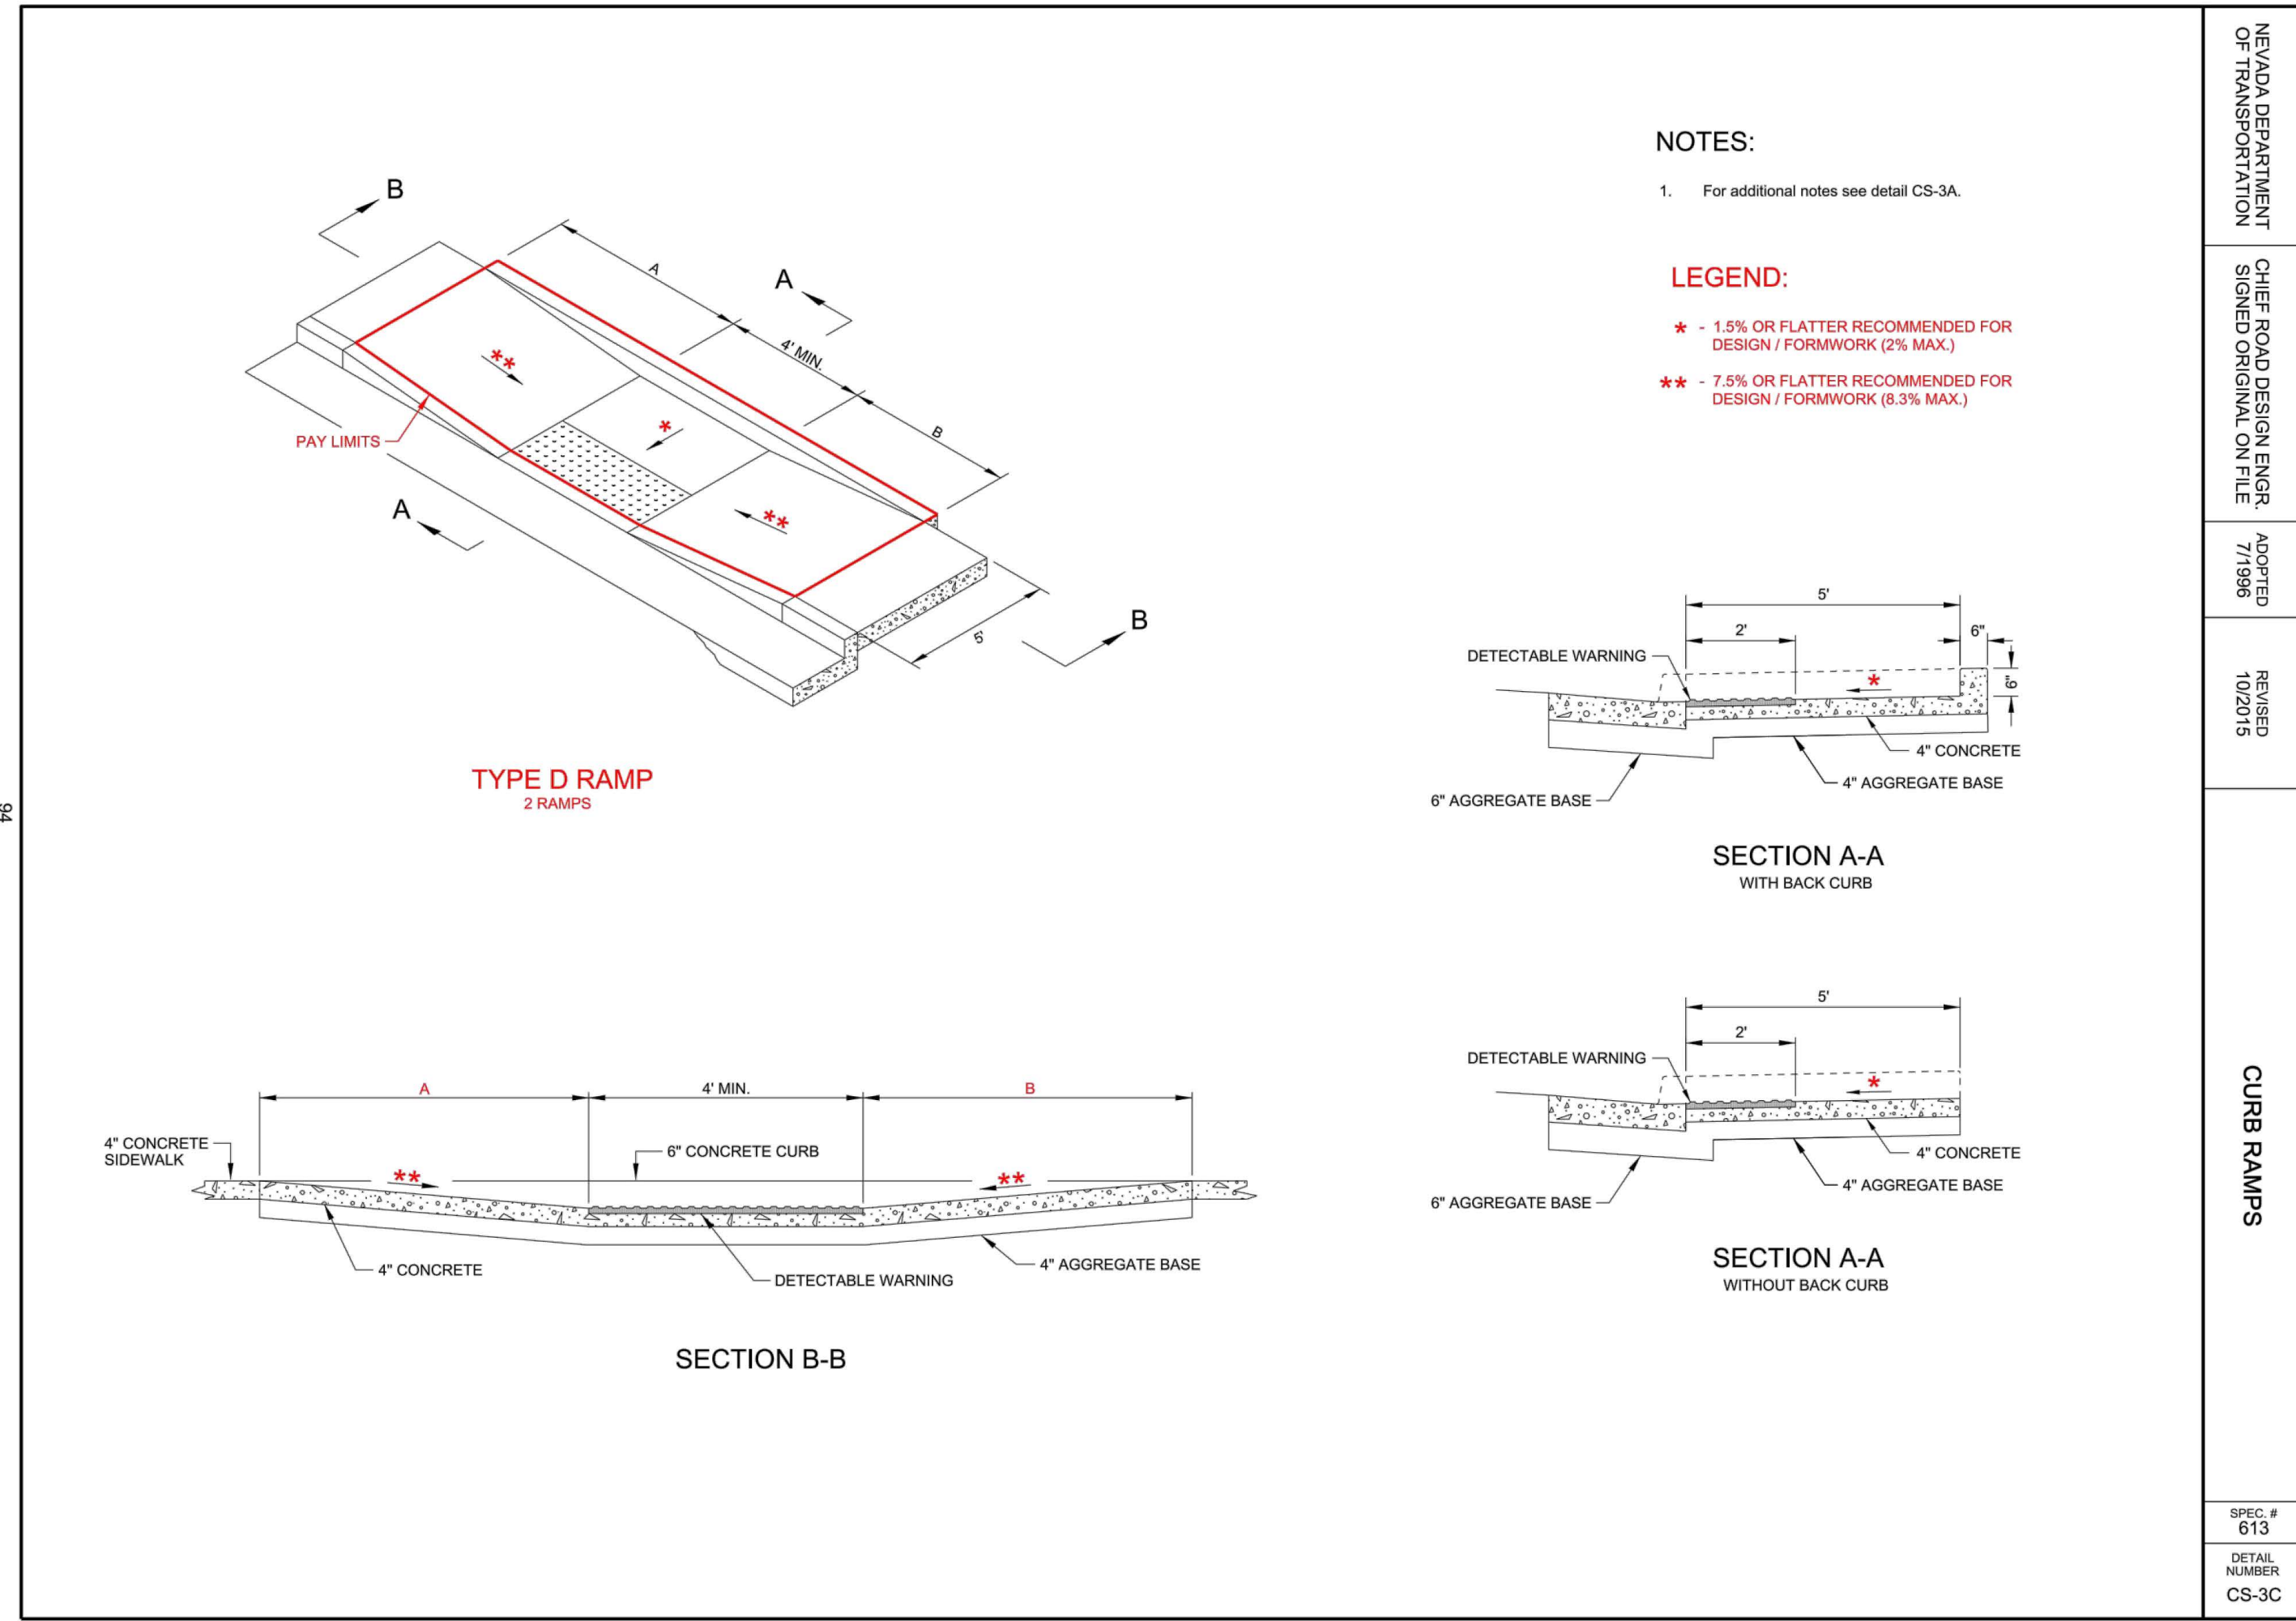 B
A
A
4' MIN.
B
**
*
**
PAY LIMITS
A
B
5'
TYPE D RAMP
2 RAMPS
NOTES:
1. For additional notes see detail CS-3A.
LEGEND:
* - 1.5% OR FLATTER RECOMMENDED FOR
DESIGN / FORMWORK (2% MAX.)
** - 7.5% OR FLATTER RECOMMENDED FOR
DESIGN / FORMWORK (8.3% MAX.)
5'
2'
6"
6"
DETECTABLE WARNING
*
4" CONCRETE
4" AGGREGATE BASE
6" AGGREGATE BASE
SECTION A-A
WITH BACK CURB
5'
2'
DETECTABLE WARNING
*
4" CONCRETE
4" AGGREGATE BASE
6" AGGREGATE BASE
SECTION A-A
WITHOUT BACK CURB
A
4' MIN.
B
4" CONCRETE
SIDEWALK
6" CONCRETE CURB
**
**
4" CONCRETE
DETECTABLE WARNING
4" AGGREGATE BASE
SECTION B-B
NEVADA DEPARTMENT
OF TRANSPORTATION
CHIEF ROAD DESIGN ENGR.
SIGNED ORIGINAL ON FILE
ADOPTED
7/1996
REVISED
10/2015
CURB RAMPS
SPEC. #
613
DETAIL
NUMBER
CS-3C
94